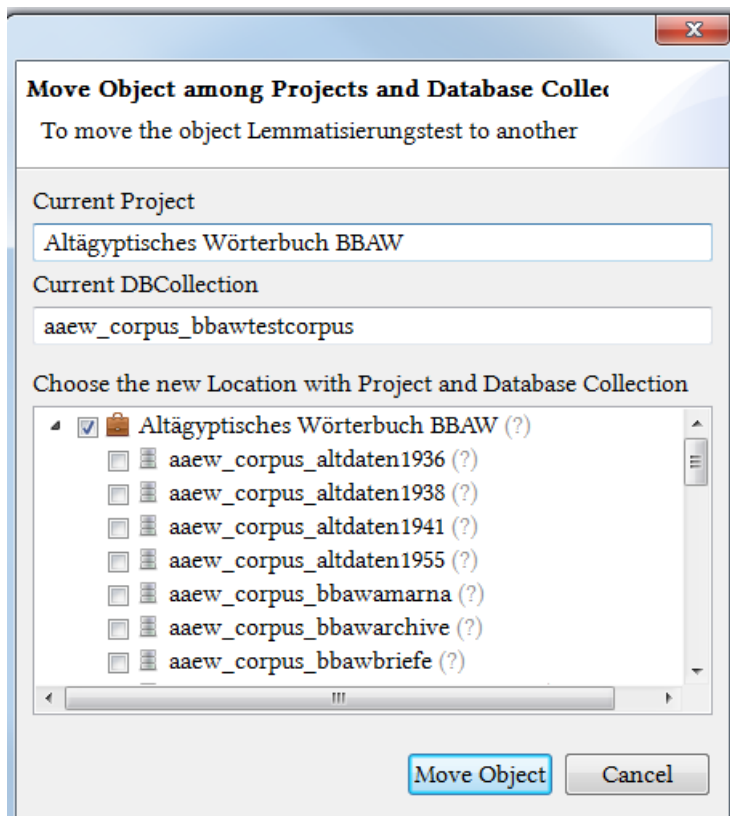 Move Object among Projects and Database Collec
To move the object Lemmatisierungstest to another
Current Project
Altägyptisches Wörterbuch BBAW
Current DBCollection
aaew_corpus_bbawtestcorpus
Choose the new Location with Project and Database Collection
Altägyptisches Wörterbuch BBAW (?)
aaew_corpus_altdaten1936 (?)
aaew_corpus_altdaten1938 (?)
aaew_corpus_altdaten1941 (?)
aaew_corpus_altdaten1955 (?)
aaew_corpus_bbawamarna (?)
aaew_corpus_bbawarchive (?)
aaew_corpus_bbawbriefe (?)
Move Object Cancel